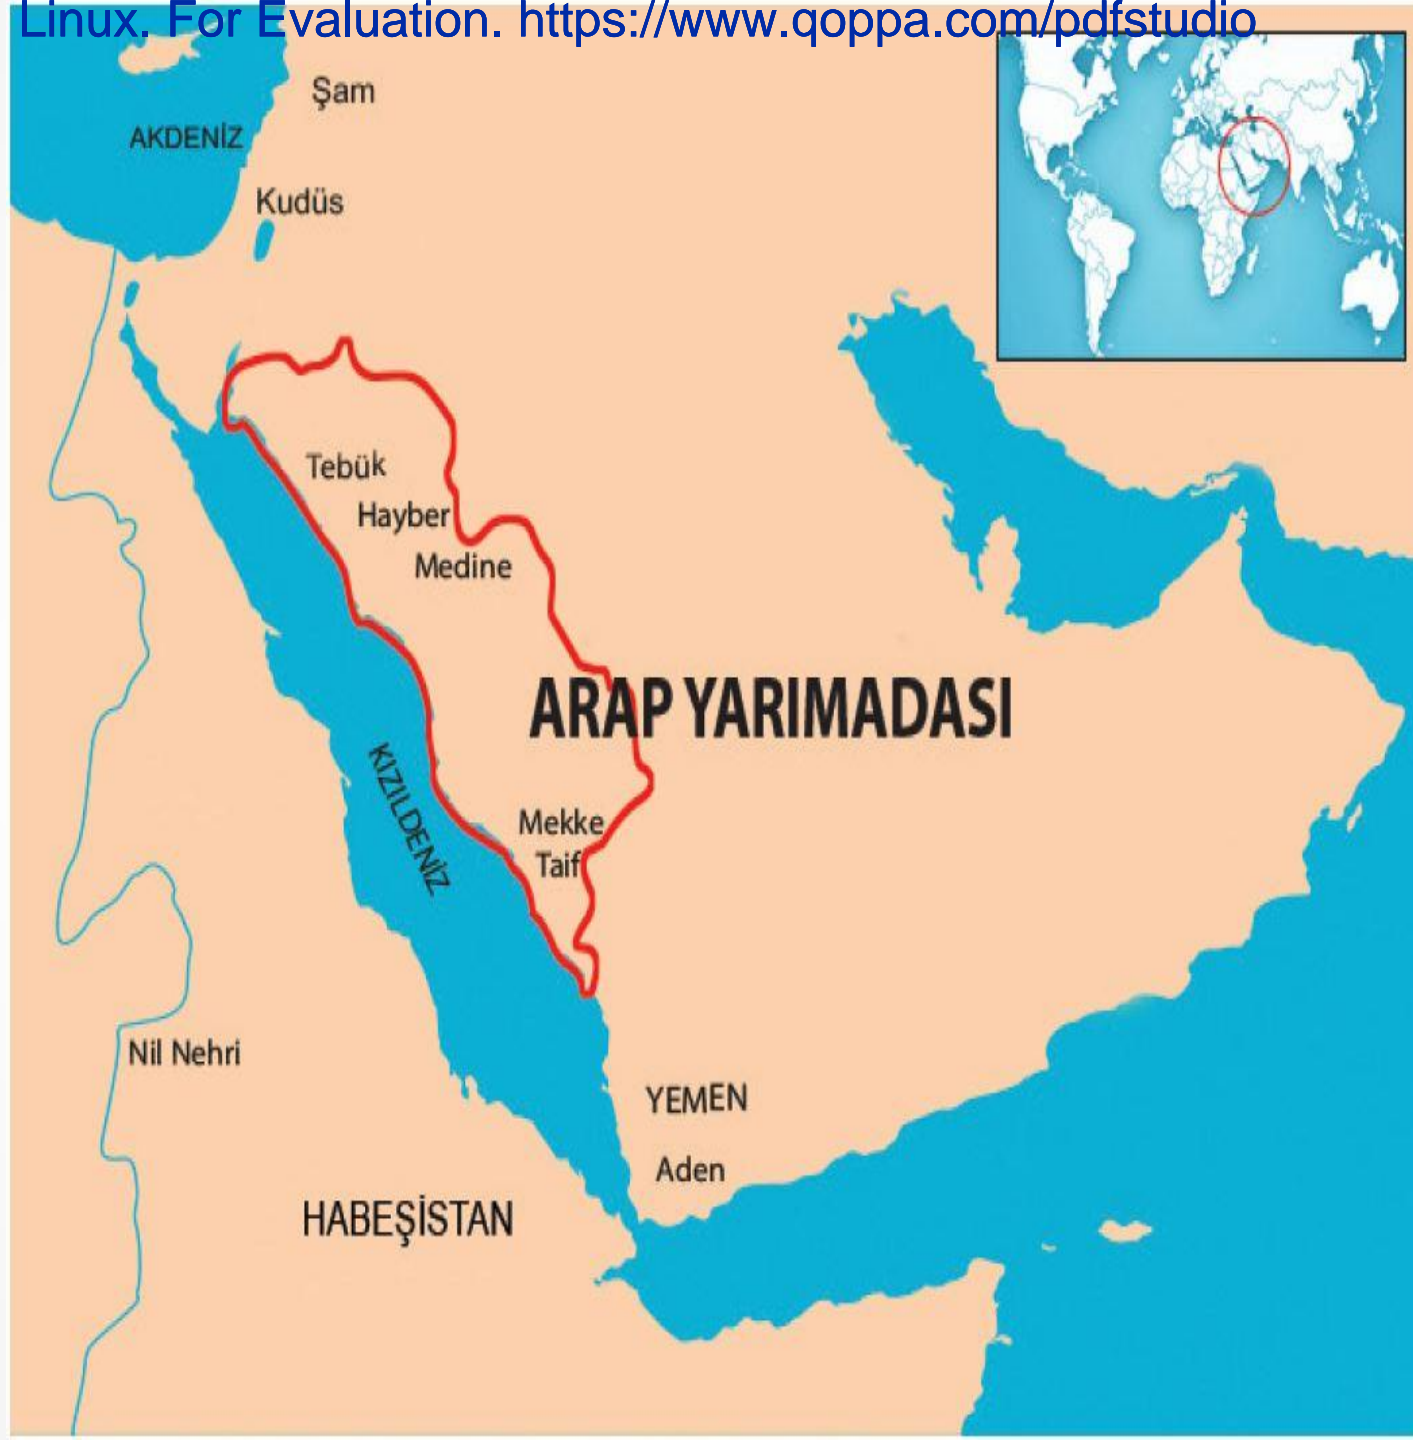 Linux. For Evaluation. https://www.qoppa.com/pdfstudio
Şam
AKDENİZ
Kudüs
Tebük
Hayber
Medine
ARAP YARIMADASI
KIZILDENİZ
Mekke
Taif
Nil Nehri
YEMEN
Aden
HABEŞİSTAN